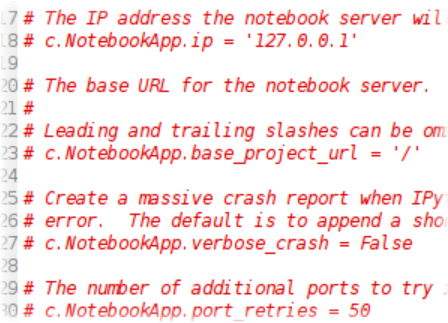 17 # The IP address the notebook server wil
18 # c.NotebookApp.ip = '127.0.0.1'
19
20 # The base URL for the notebook server.
21 #
22 # Leading and trailing slashes can be om
23 # c.NotebookApp.base_project_url = '/'
24
25 # Create a massive crash report when IPy
26 # error.  The default is to append a sho
27 # c.NotebookApp.verbose_crash = False
28
29 # The number of additional ports to try
30 # c.NotebookApp.port_retries = 50